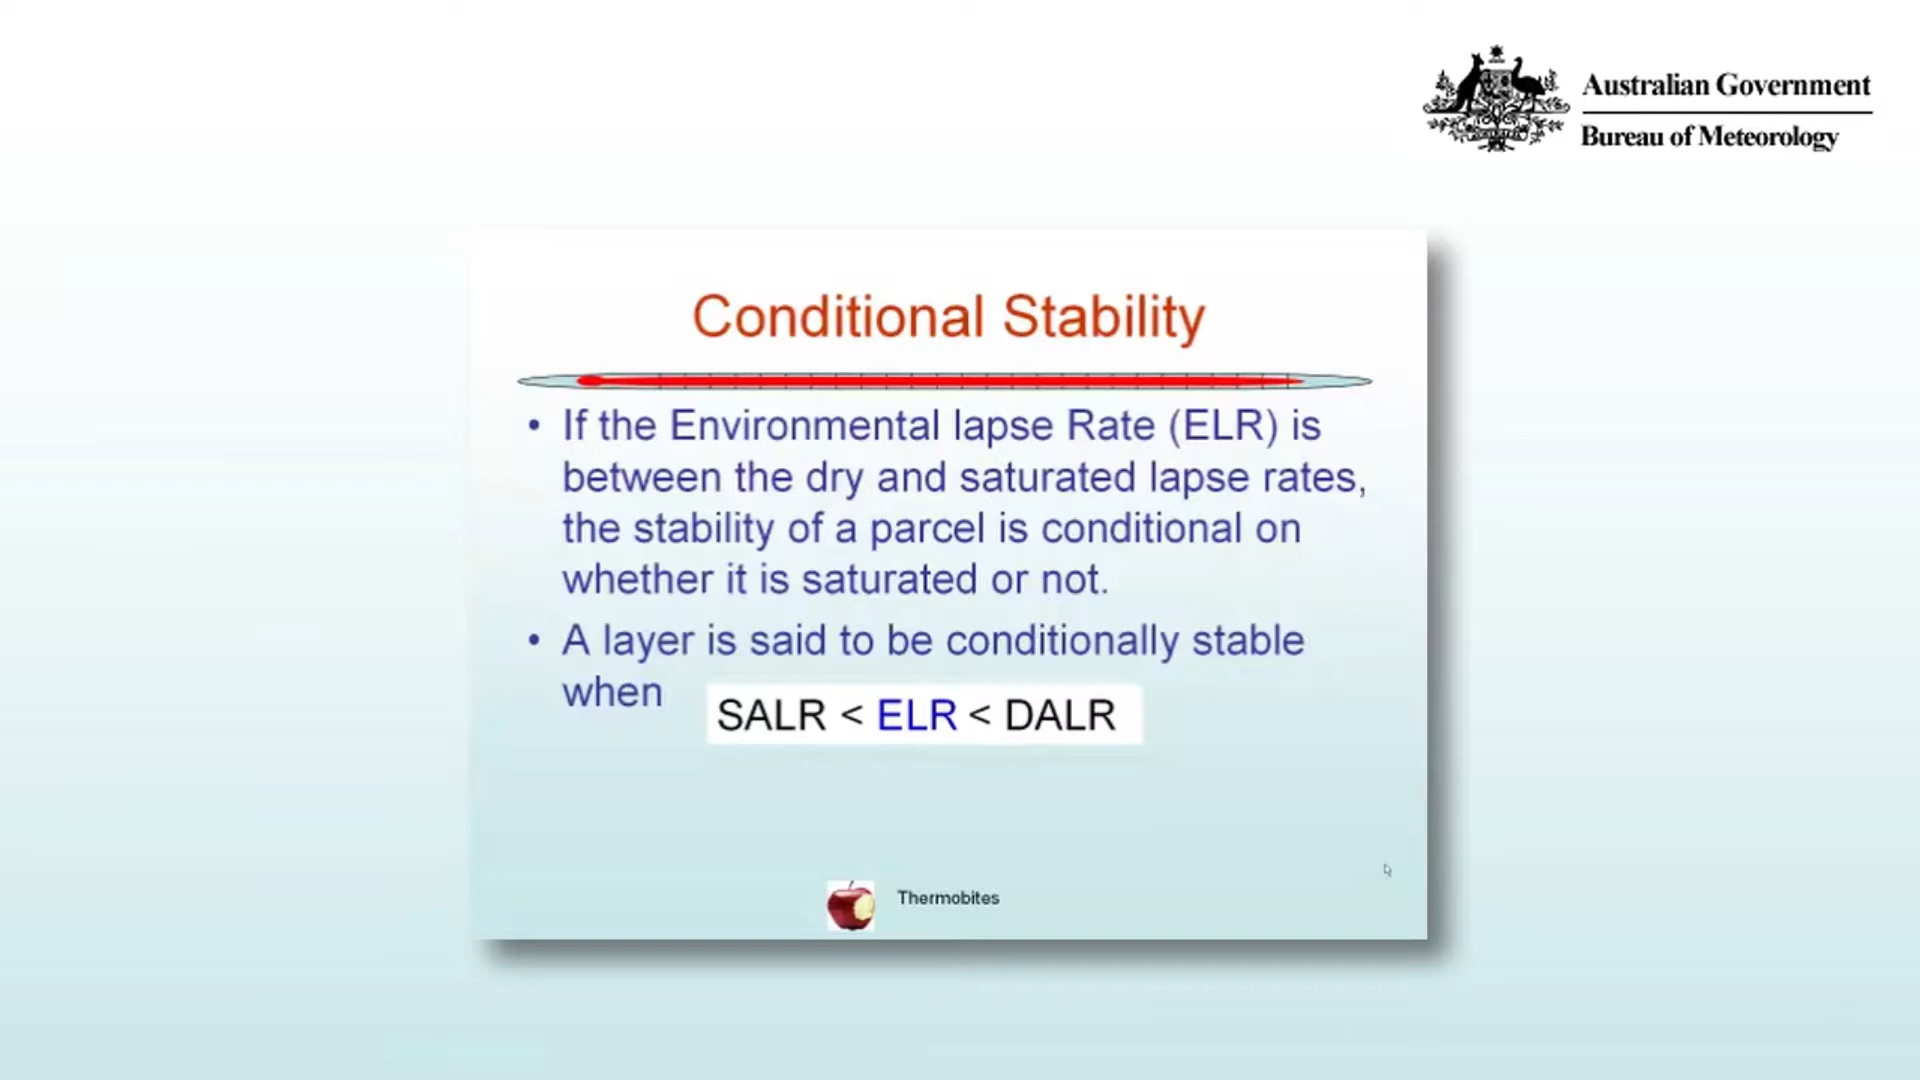 Australian Government
Bureau of Meteorology
Conditional Stability
• If the Environmental lapse Rate (ELR) is
between the dry and saturated lapse rates,
the stability of a parcel is conditional on
whether it is saturated or not.
• A layer is said to be conditionally stable
when
SALR < ELR < DALR
Thermobites